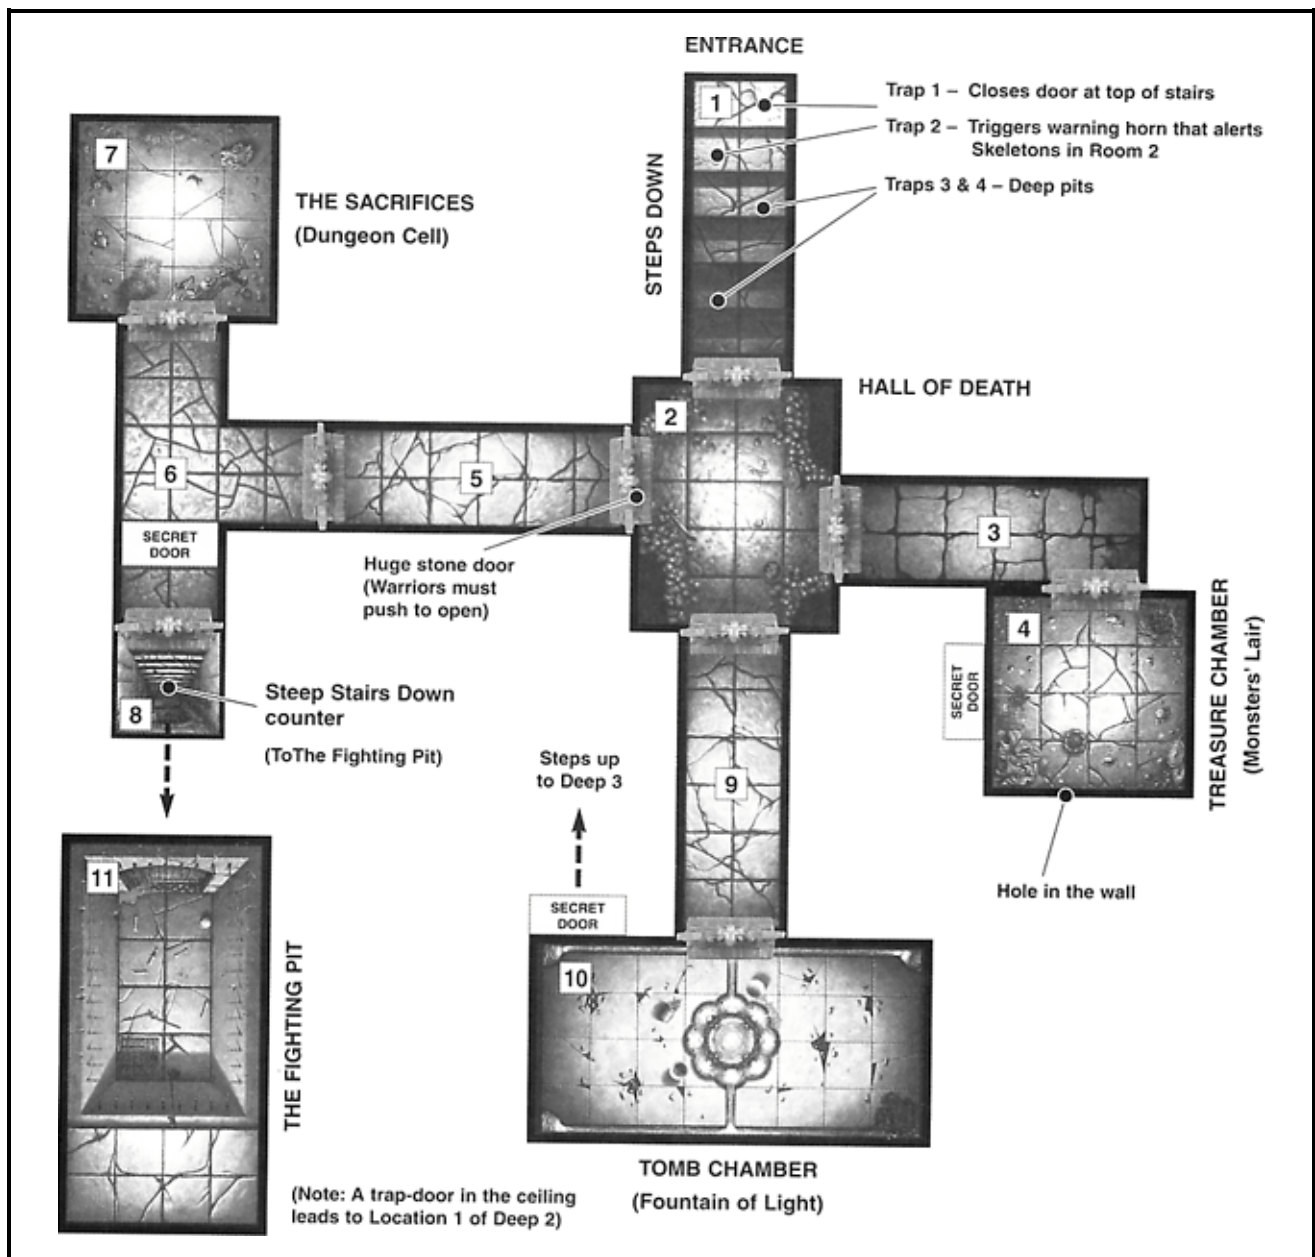 ENTRANCE
1
Trap 1 – Closes door at top of stairs
Trap 2 – Triggers warning horn that alerts
Skeletons in Room 2
Traps 3 & 4 – Deep pits
STEPS DOWN
7
THE SACRIFICES
(Dungeon Cell)
2
HALL OF DEATH
6
5
3
SECRET
DOOR
Huge stone door
(Warriors must
push to open)
4
SECRET
DOOR
TREASURE CHAMBER
(Monsters' Lair)
8
Steep Stairs Down
counter
(ToThe Fighting Pit)
Steps up
to Deep 3
9
Hole in the wall
11
THE FIGHTING PIT
SECRET
DOOR
10
TOMB CHAMBER
(Fountain of Light)
(Note: A trap-door in the ceiling
leads to Location 1 of Deep 2)